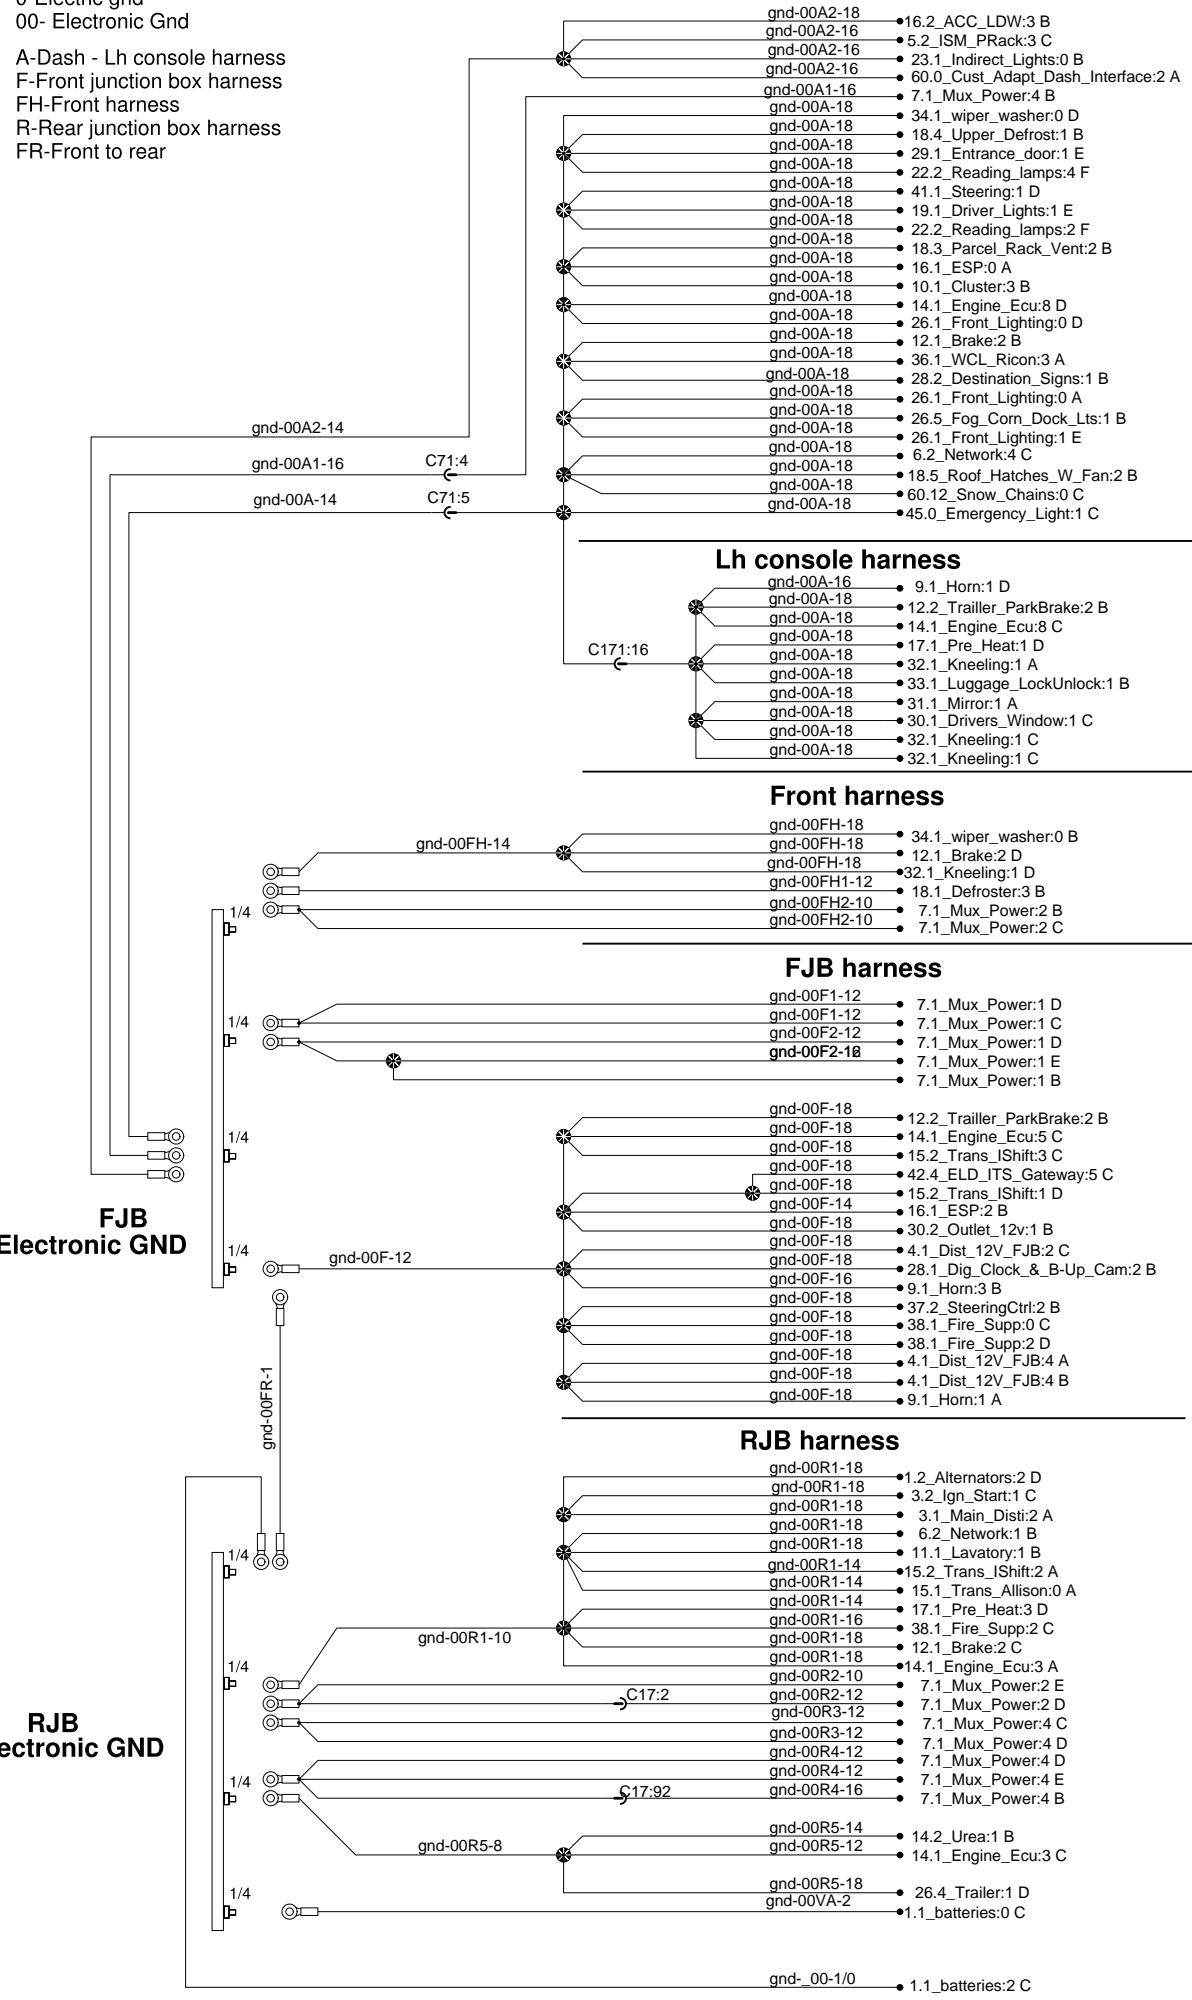 00- Electronic Gnd
A-Dash - Lh console harness
F-Front junction box harness
FH-Front harness
R-Rear junction box harness
FR-Front to rear
gnd-00A2-18 16.2_ACC_LDW:3 B
gnd-00A2-16 5.2_ISM_PRack:3 C
gnd-00A2-16 23.1_Indirect_Lights:0 B
gnd-00A2-16 60.0_Cust_Adapt_Dash_Interface:2 A
gnd-00A1-16 7.1_Mux_Power:4 B
gnd-00A-18 34.1_wiper_washer:0 D
gnd-00A-18 18.4_Upper_Defrost:1 B
gnd-00A-18 29.1_Entrance_door:1 E
gnd-00A-18 22.2_Reading_lamps:4 F
gnd-00A-18 41.1_Steering:1 D
gnd-00A-18 19.1_Driver_Lights:1 E
gnd-00A-18 22.2_Reading_lamps:2 F
gnd-00A-18 18.3_Parcel_Rack_Vent:2 B
gnd-00A-18 16.1_ESP:0 A
gnd-00A-18 10.1_Cluster:3 B
gnd-00A-18 14.1_Engine_Ecu:8 D
gnd-00A-18 26.1_Front_Lighting:0 D
gnd-00A-18 12.1_Brake:2 B
gnd-00A-18 36.1_WCL_Ricon:3 A
gnd-00A-18 28.2_Destination_Signs:1 B
gnd-00A-18 26.1_Front_Lighting:0 A
gnd-00A-18 26.5_Fog_Corn_Dock_Lts:1 B
gnd-00A2-14 gnd-00A-18 26.1_Front_Lighting:1 E
gnd-00A-18 6.2_Network:4 C
gnd-00A1-16 C71:4 gnd-00A-18 18.5_Roof_Hatches_W_Fan:2 B
gnd-00A-18 60.12_Snow_Chains:0 C
gnd-00A-14 C71:5 gnd-00A-18 45.0_Emergency_Light:1 C
Lh console harness
gnd-00A-16 9.1_Horn:1 D
gnd-00A-18 12.2_Trailler_ParkBrake:2 B
gnd-00A-18 14.1_Engine_Ecu:8 C
gnd-00A-18 17.1_Pre_Heat:1 D
C171:16 gnd-00A-18 32.1_Kneeling:1 A
gnd-00A-18 33.1_Luggage_LockUnlock:1 B
gnd-00A-18 31.1_Mirror:1 A
gnd-00A-18 30.1_Drivers_Window:1 C
gnd-00A-18 32.1_Kneeling:1 C
gnd-00A-18 32.1_Kneeling:1 C
Front harness
gnd-00FH-18 34.1_wiper_washer:0 B
gnd-00FH-14 gnd-00FH-18 12.1_Brake:2 D
gnd-00FH-18 32.1_Kneeling:1 D
gnd-00FH1-12 18.1_Defroster:3 B
1/4 gnd-00FH2-10 7.1_Mux_Power:2 B
gnd-00FH2-10 7.1_Mux_Power:2 C
FJB harness
gnd-00F1-12 7.1_Mux_Power:1 D
1/4 gnd-00F1-12 7.1_Mux_Power:1 C
gnd-00F2-12 7.1_Mux_Power:1 D
gnd-00F2- 7.1_Mux_Power:1 E
7.1_Mux_Power:1 B
gnd-00F-18 12.2_Trailler_ParkBrake:2 B
1/4 gnd-00F-18 14.1_Engine_Ecu:5 C
gnd-00F-18 15.2_Trans_IShift:3 C
gnd-00F-18 42.4_ELD_ITS_Gateway:5 C
gnd-00F-18 15.2_Trans_IShift:1 D
gnd-00F-14 16.1_ESP:2 B
gnd-00F-18 30.2_Outlet_12v:1 B
FJB
Electronic GND
1/4 gnd-00F-18 4.1_Dist_12V_FJB:2 C
gnd-00F-12 gnd-00F-18 28.1_Dig_Clock_&_B-Up_Cam:2 B
gnd-00F-16 9.1_Horn:3 B
gnd-00F-18 37.2_SteeringCtrl:2 B
gnd-00F-18 38.1_Fire_Supp:0 C
gnd-00F-18 38.1_Fire_Supp:2 D
gnd-00F-18 4.1_Dist_12V_FJB:4 A
gnd-00F-18 4.1_Dist_12V_FJB:4 B
gnd-00F-18 9.1_Horn:1 A
gnd-00FR-1
RJB harness
gnd-00R1-18 1.2_Alternators:2 D
gnd-00R1-18 3.2_Ign_Start:1 C
gnd-00R1-18 3.1_Main_Disti:2 A
gnd-00R1-18 6.2_Network:1 B
1/4 gnd-00R1-18 11.1_Lavatory:1 B
gnd-00R1-14 15.2_Trans_IShift:2 A
gnd-00R1-14 15.1_Trans_Allison:0 A
gnd-00R1-14 17.1_Pre_Heat:3 D
gnd-00R1-10 gnd-00R1-16 38.1_Fire_Supp:2 C
gnd-00R1-18 12.1_Brake:2 C
1/4 gnd-00R1-18 14.1_Engine_Ecu:3 A
gnd-00R2-10 7.1_Mux_Power:2 E
C17:2 gnd-00R2-12 7.1_Mux_Power:2 D
gnd-00R3-12 7.1_Mux_Power:4 C
gnd-00R3-12 7.1_Mux_Power:4 D
RJB
ectronic GND
gnd-00R4-12 7.1_Mux_Power:4 D
1/4 gnd-00R4-12 7.1_Mux_Power:4 E
C17:92 gnd-00R4-16 7.1_Mux_Power:4 B
gnd-00R5-14 14.2_Urea:1 B
gnd-00R5-8 gnd-00R5-12 14.1_Engine_Ecu:3 C
1/4 gnd-00R5-18 26.4_Trailer:1 D
gnd-00VA-2 1.1_batteries:0 C
gnd-_00-1/0 1.1_batteries:2 C